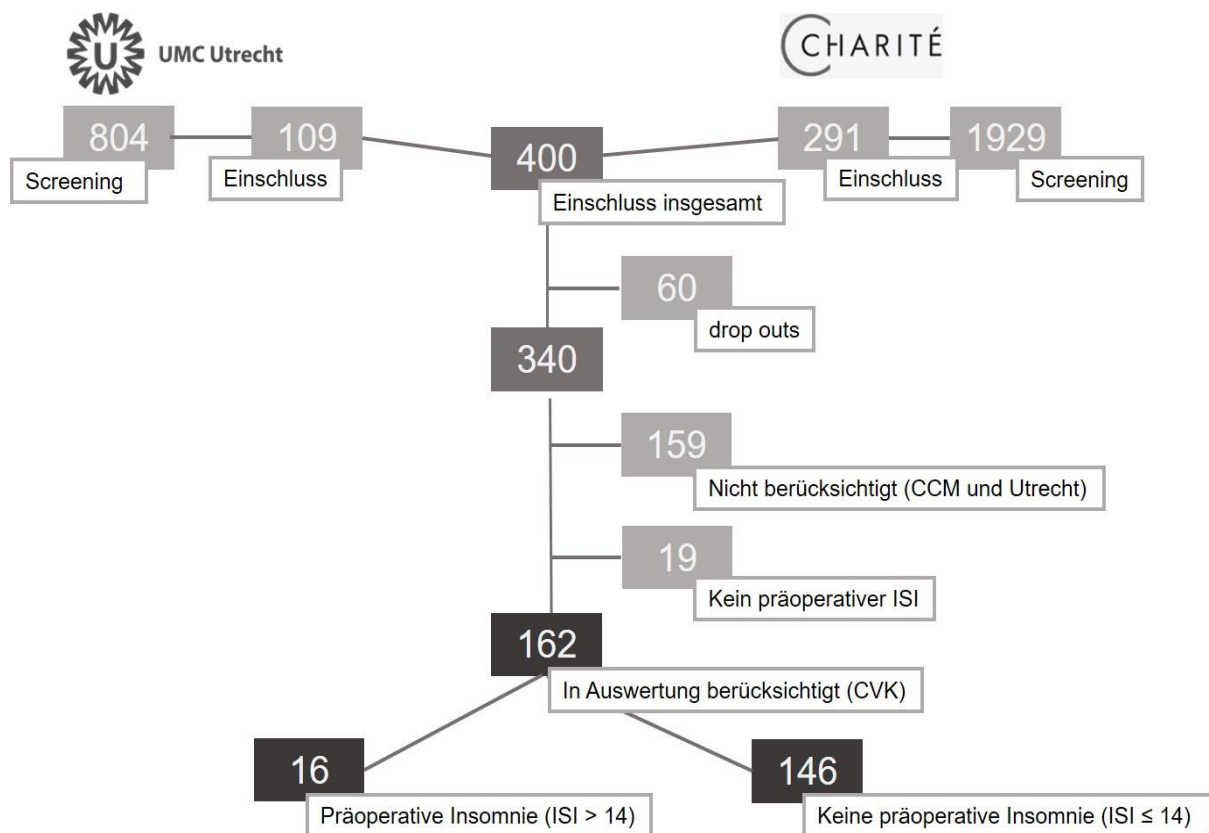 U
UMC Utrecht
CHARITÉ
804
Screening
109
Einschluss
400
Einschluss insgesamt
291
Einschluss
1929
Screening
60
drop outs
340
159
Nicht berücksichtigt (CCM und Utrecht)
19
Kein präoperativer ISI
162
In Auswertung berücksichtigt (CVK)
16
Präoperative Insomnie (ISI > 14)
146
Keine präoperative Insomnie (ISI ≤ 14)